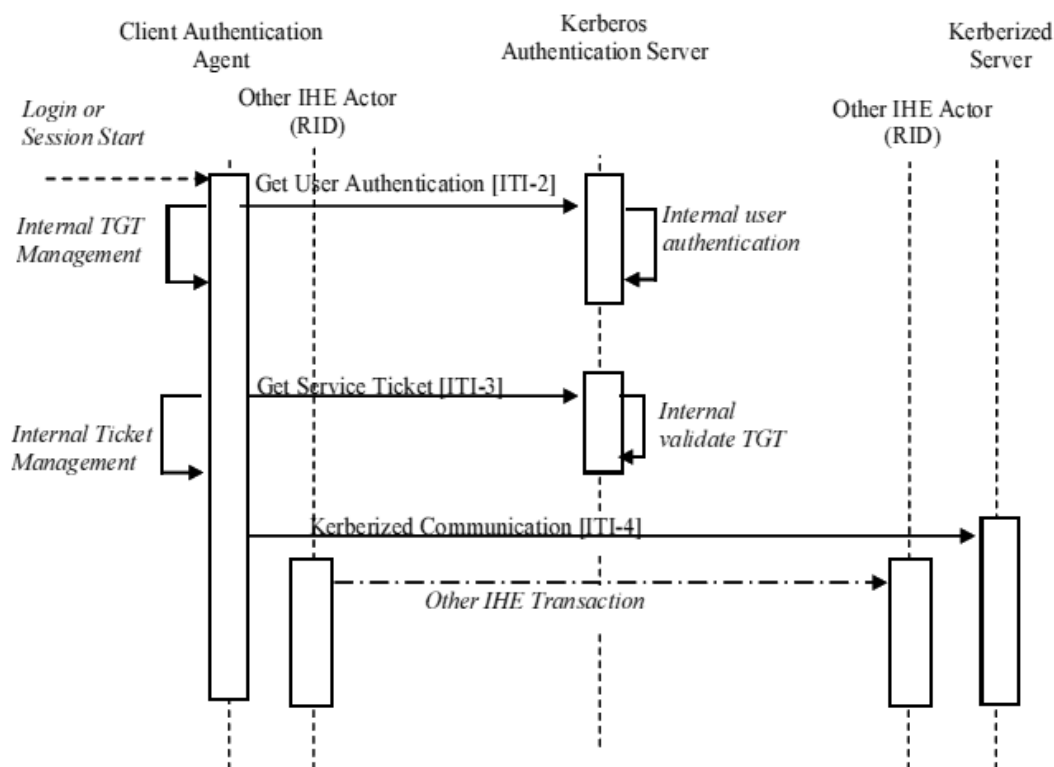 Client Authentication
Agent
Kerberos
Authentication Server
Kerberized
Server
Login or
Session Start
Other IHE Actor
(RID)
Other IHE Actor
(RID)
Get User Authentication [ITI-2]
Internal TGT
Management
Internal user
authentication
Get Service Ticket [ITI-3]
Internal Ticket
Management
Internal
validate TGT
Kerberized Communication [ITI-4]
Other IHE Transaction